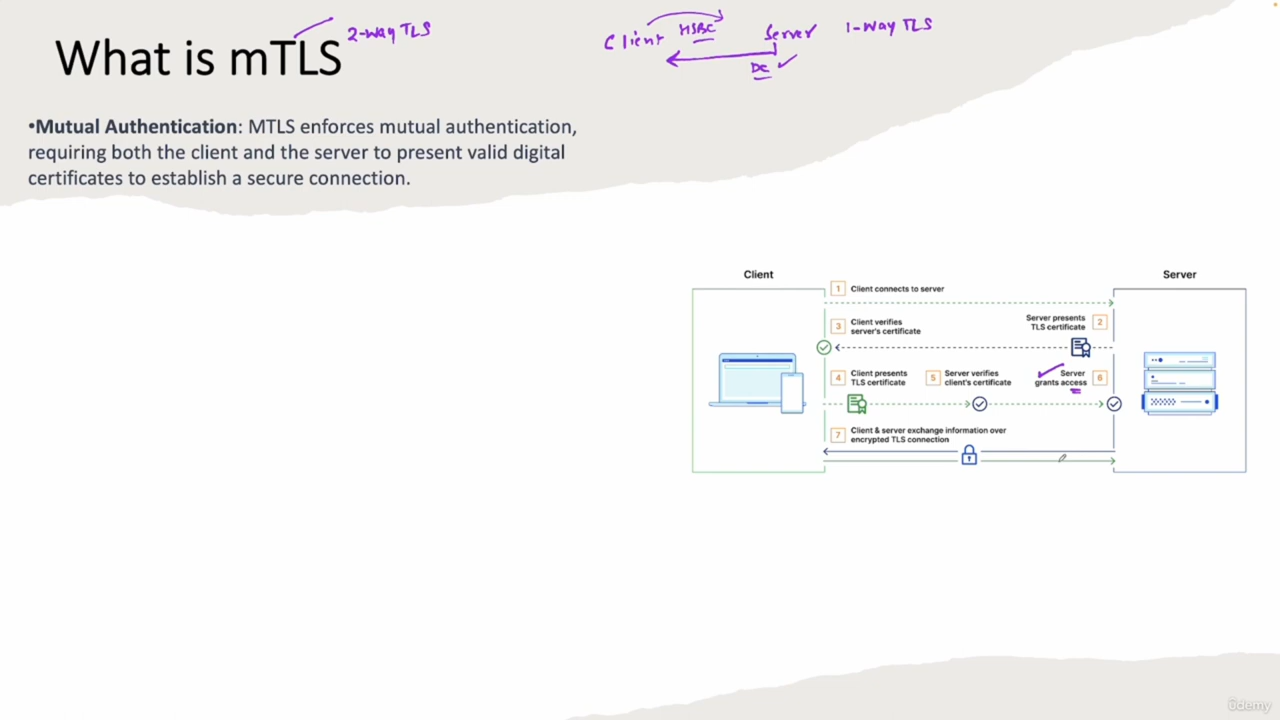 What is mTLS
2-way TLS
Client HSBC Server 1-way TLS
DC
•Mutual Authentication: MTLS enforces mutual authentication,
requiring both the client and the server to present valid digital
certificates to establish a secure connection.
Client
Server
1 Client connects to server
Server presents
TLS certificate 2
3 Client verifies
server's certificate
4 Client presents
TLS certificate
5 Server verifies
client's certificate
Server
grants access 6
7 Client & server exchange information over
encrypted TLS connection
ûdemy